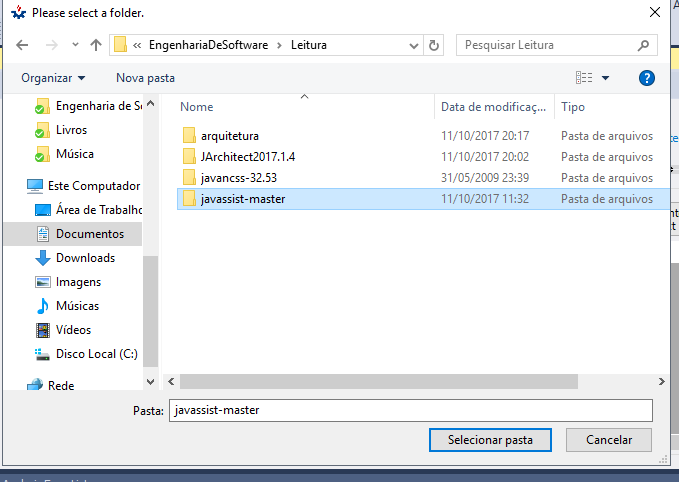 Please select a folder.
« EngenhariaDeSoftware > Leitura
Pesquisar Leitura
Organizar
Nova pasta
?
Nome
Data de modificaç...
Tipo
Engenharia de So
Livros
Música
Este Computador
Área de Trabalho
Documentos
Downloads
Imagens
Músicas
Vídeos
Disco Local (C:)
Rede
arquitetura 11/10/2017 20:17 Pasta de arquivos
JArchitect2017.1.4 11/10/2017 20:02 Pasta de arquivos
javancss-32.53 31/05/2009 23:39 Pasta de arquivos
javassist-master 11/10/2017 11:32 Pasta de arquivos
Pasta: javassist-master
Selecionar pasta
Cancelar